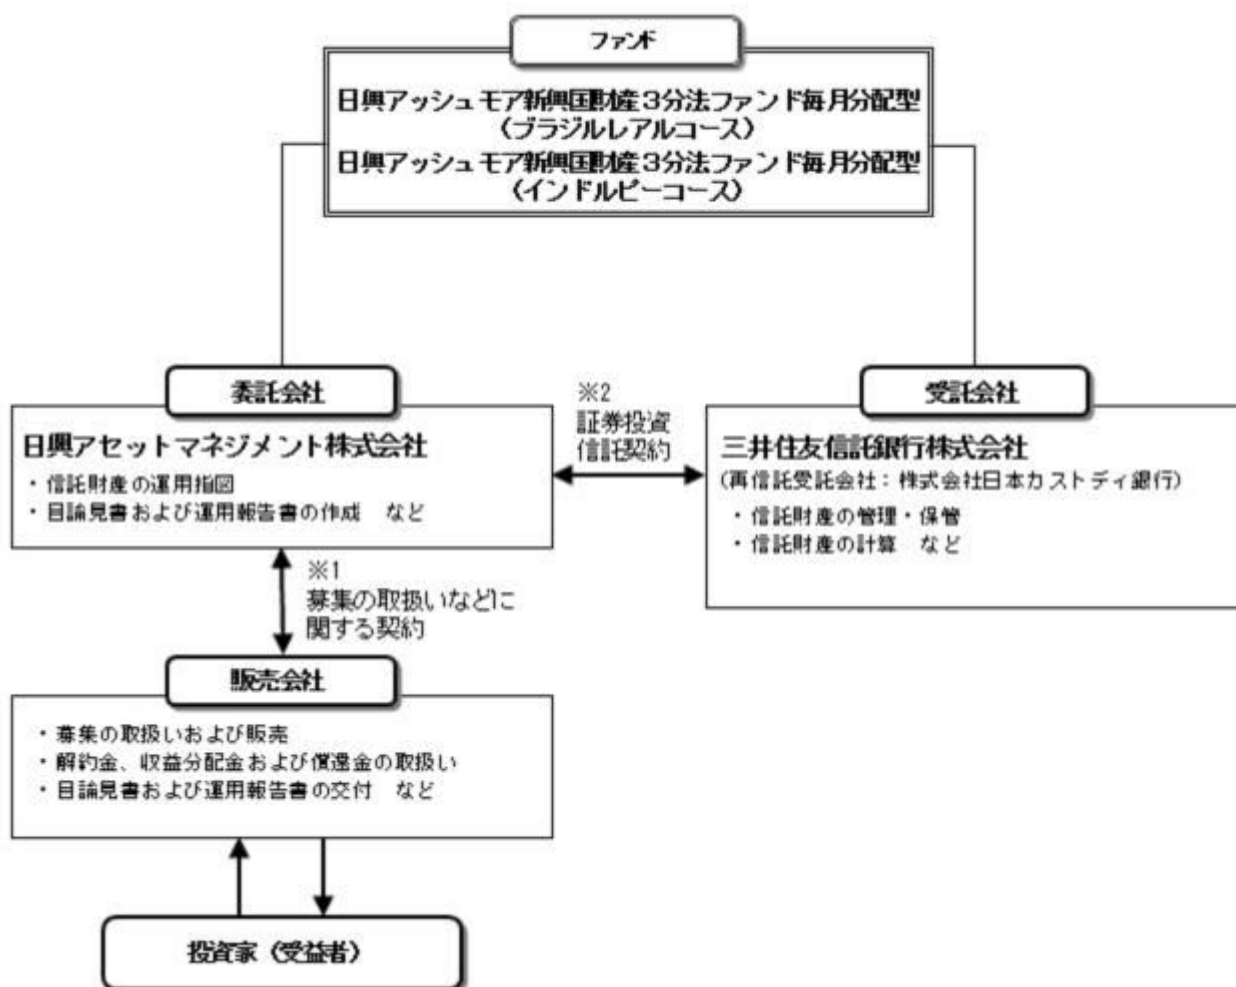 ファンド
日興アッシュモア新興国財産３分法ファンド毎月分配型
（ブラジルレアルコース）
日興アッシュモア新興国財産３分法ファンド毎月分配型
（インドルピーコース）
委託会社
日興アセットマネジメント株式会社
・信託財産の運用指図
・目論見書および運用報告書の作成　など
※2
証券投資
信託契約
受託会社
三井住友信託銀行株式会社
（再信託受託会社：株式会社日本カストディ銀行）
・信託財産の管理・保管
・信託財産の計算　など
※1
募集の取扱いなどに
関する契約
販売会社
・募集の取扱いおよび販売
・解約金、収益分配金および償還金の取扱い
・目論見書および運用報告書の交付　など
投資家（受益者）